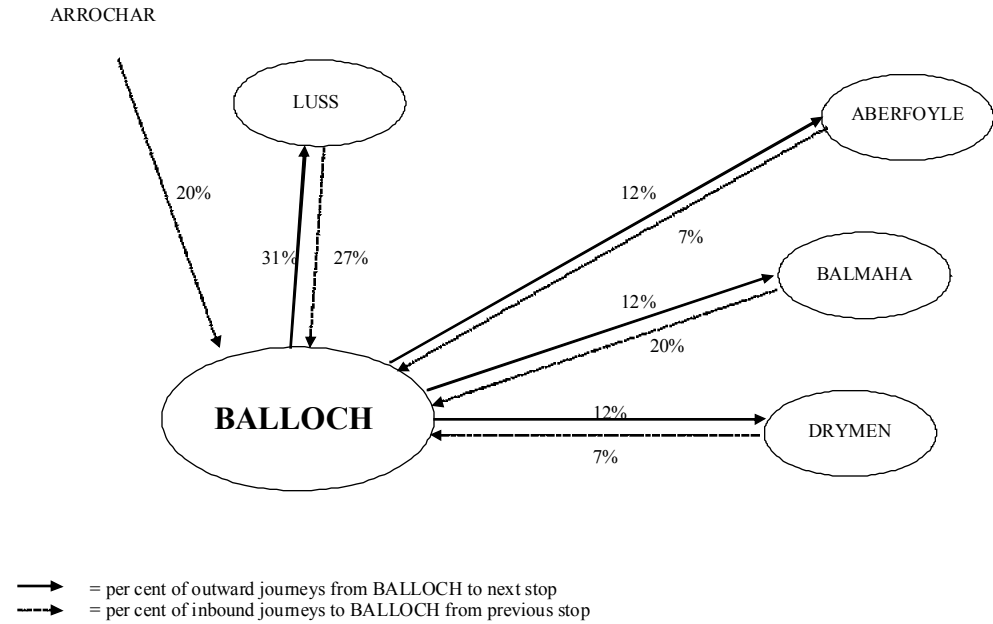 ARROCHAR
LUSS
ABERFOYLE
20%
12%
7%
31%
27%
BALMAHA
12%
20%
BALLOCH
12%
DRYMEN
7%
= per cent of outward journeys from BALLOCH to next stop
= per cent of inbound journeys to BALLOCH from previous stop